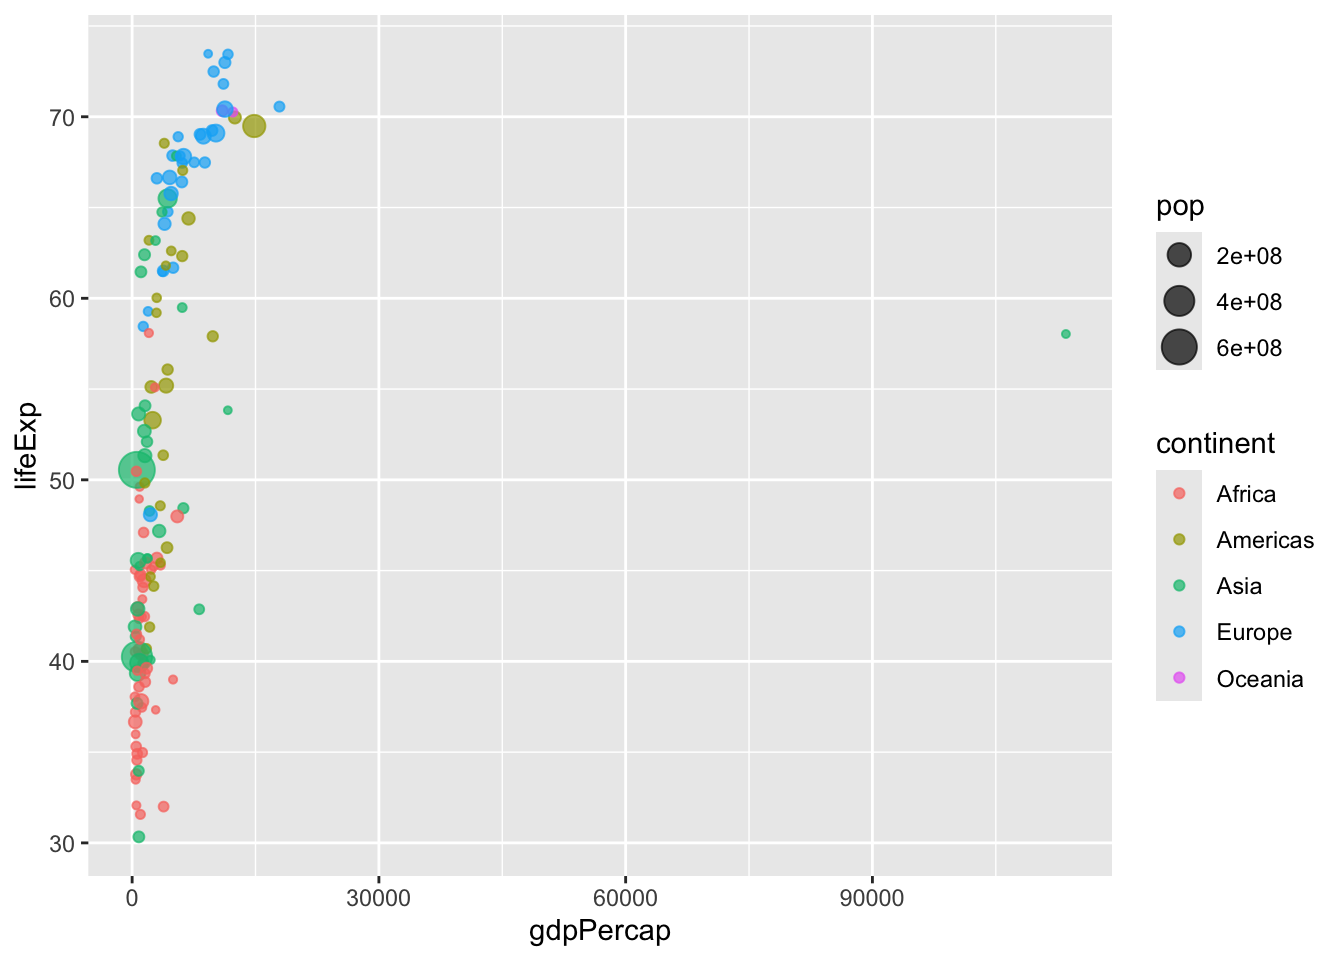 lifeExp
70
60
50
40
30
0
30000
60000
90000
gdpPercap
pop
2e+08
4e+08
6e+08
continent
Africa
Americas
Asia
Europe
Oceania